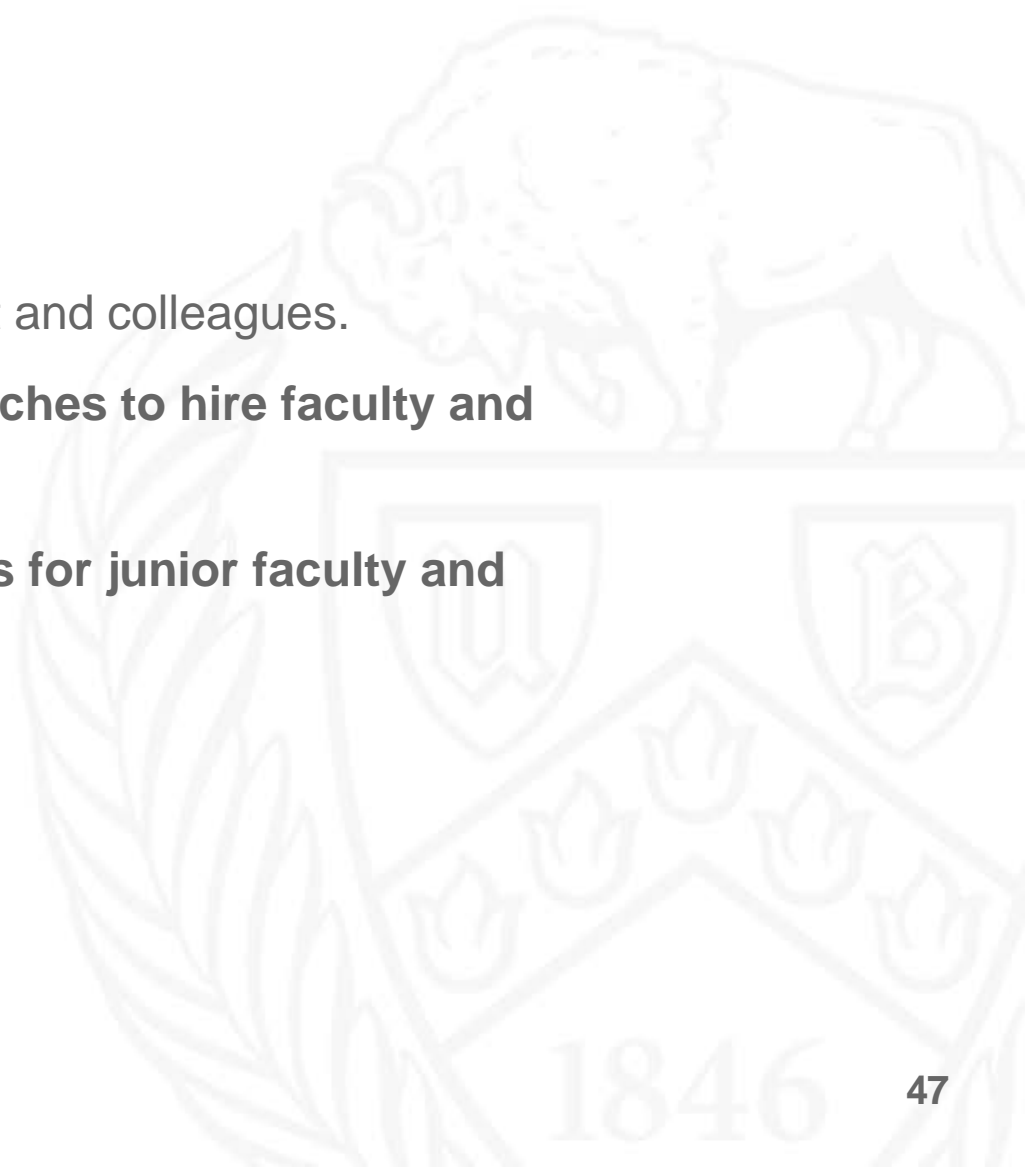 and colleagues.
ches to hire faculty and
s for junior faculty and
U B
1846
47